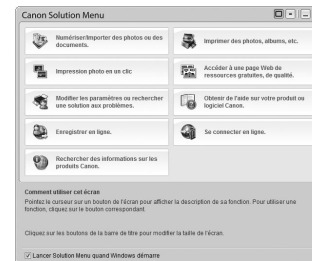 Canon Solution Menu
Numériser/Importer des photos ou des
documents.
Imprimer des photos, albums, etc.
Impression photo en un clic
Accéder à une page Web de
ressources gratuites, de qualité.
Modifier les paramètres ou rechercher
une solution aux problèmes.
Obtenir de l'aide sur votre produit ou
logiciel Canon.
Enregistrer en ligne.
Se connecter en ligne.
Rechercher des informations sur les
produits Canon.
Comment utiliser cet écran
Pointez le curseur sur un bouton de l'écran pour afficher la description de sa fonction. Pour utiliser une
fonction, cliquez sur le bouton correspondant.
Cliquez sur les boutons de la barre de titre pour modifier la taille de l'écran.
Lancer Solution Menu quand Windows démarre